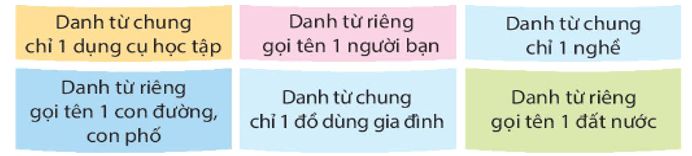 Danh từ chung
chỉ 1 dụng cụ học tập
Danh từ riêng
gọi tên 1 người bạn
Danh từ chung
chỉ 1 nghề
Danh từ riêng
gọi tên 1 con đường,
con phố
Danh từ chung
chỉ 1 đồ dùng gia đình
Danh từ riêng
gọi tên 1 đất nước